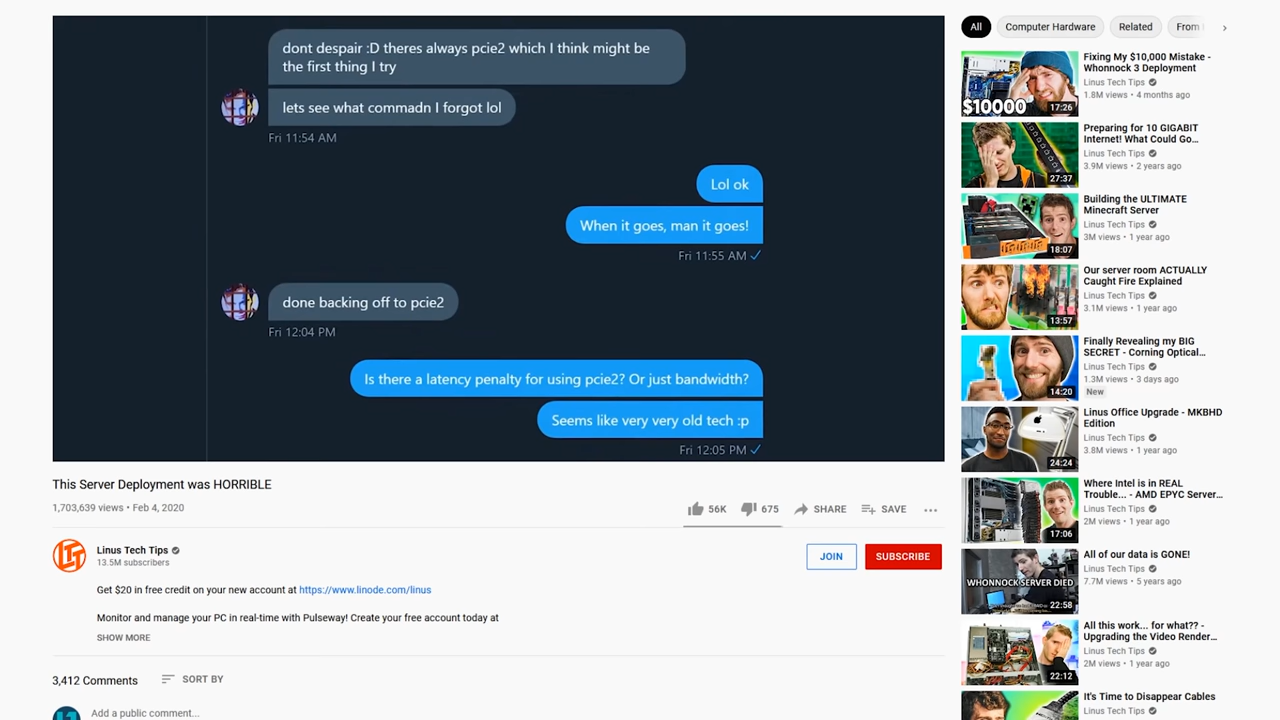 dont despair :D theres always pcie2 which I think might be
the first thing I try
lets see what commadn I forgot lol
Fri 11:54 AM
Lol ok
When it goes, man it goes!
Fri 11:55 AM
done backing off to pcie2
Fri 12:04 PM
Is there a latency penalty for using pcie2? Or just bandwidth?
Seems like very very old tech :p
Fri 12:05 PM
This Server Deployment was HORRIBLE
1,703,639 views • Feb 4, 2020
56K
675
SHARE
SAVE
Linus Tech Tips
13.5M subscribers
JOIN
SUBSCRIBE
Get $20 in free credit on your new account at https://www.linode.com/linus
Monitor and manage your PC in real-time with Pulseway! Create your free account today at
SHOW MORE
3,412 Comments
SORT BY
Add a public comment...
All
Computer Hardware
Related
From
$10000
17:26
Fixing My $10,000 Mistake -
Whonnock 3 Deployment
Linus Tech Tips
1.8M views • 4 months ago
27:37
Preparing for 10 GIGABIT
Internet! What Could Go...
Linus Tech Tips
3.9M views • 2 years ago
18:07
Building the ULTIMATE
Minecraft Server
Linus Tech Tips
3M views • 1 year ago
13:57
Our server room ACTUALLY
Caught Fire Explained
Linus Tech Tips
3.1M views • 1 year ago
14:20
Finally Revealing my BIG
SECRET - Corning Optical...
Linus Tech Tips
1.3M views • 3 days ago
New
24:24
Linus Office Upgrade - MKBHD
Edition
Linus Tech Tips
3.8M views • 1 year ago
17:06
Where Intel is in REAL
Trouble... - AMD EPYC Server...
Linus Tech Tips
2M views • 1 year ago
WHONNOCK SERVER DIED
22:58
All of our data is GONE!
Linus Tech Tips
7.7M views • 5 years ago
22:12
All this work... for what?? -
Upgrading the Video Render...
Linus Tech Tips
2M views • 1 year ago
It's Time to Disappear Cables
Linus Tech Tips